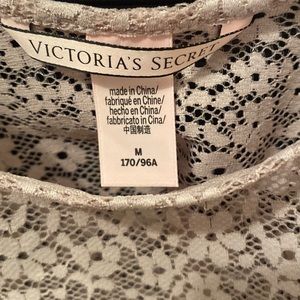 VICTORIA'S SECRET
made in China/
fabriqué en Chine/
hecho en China/
fabbricato in Cina/
中国制造
M
170/96A